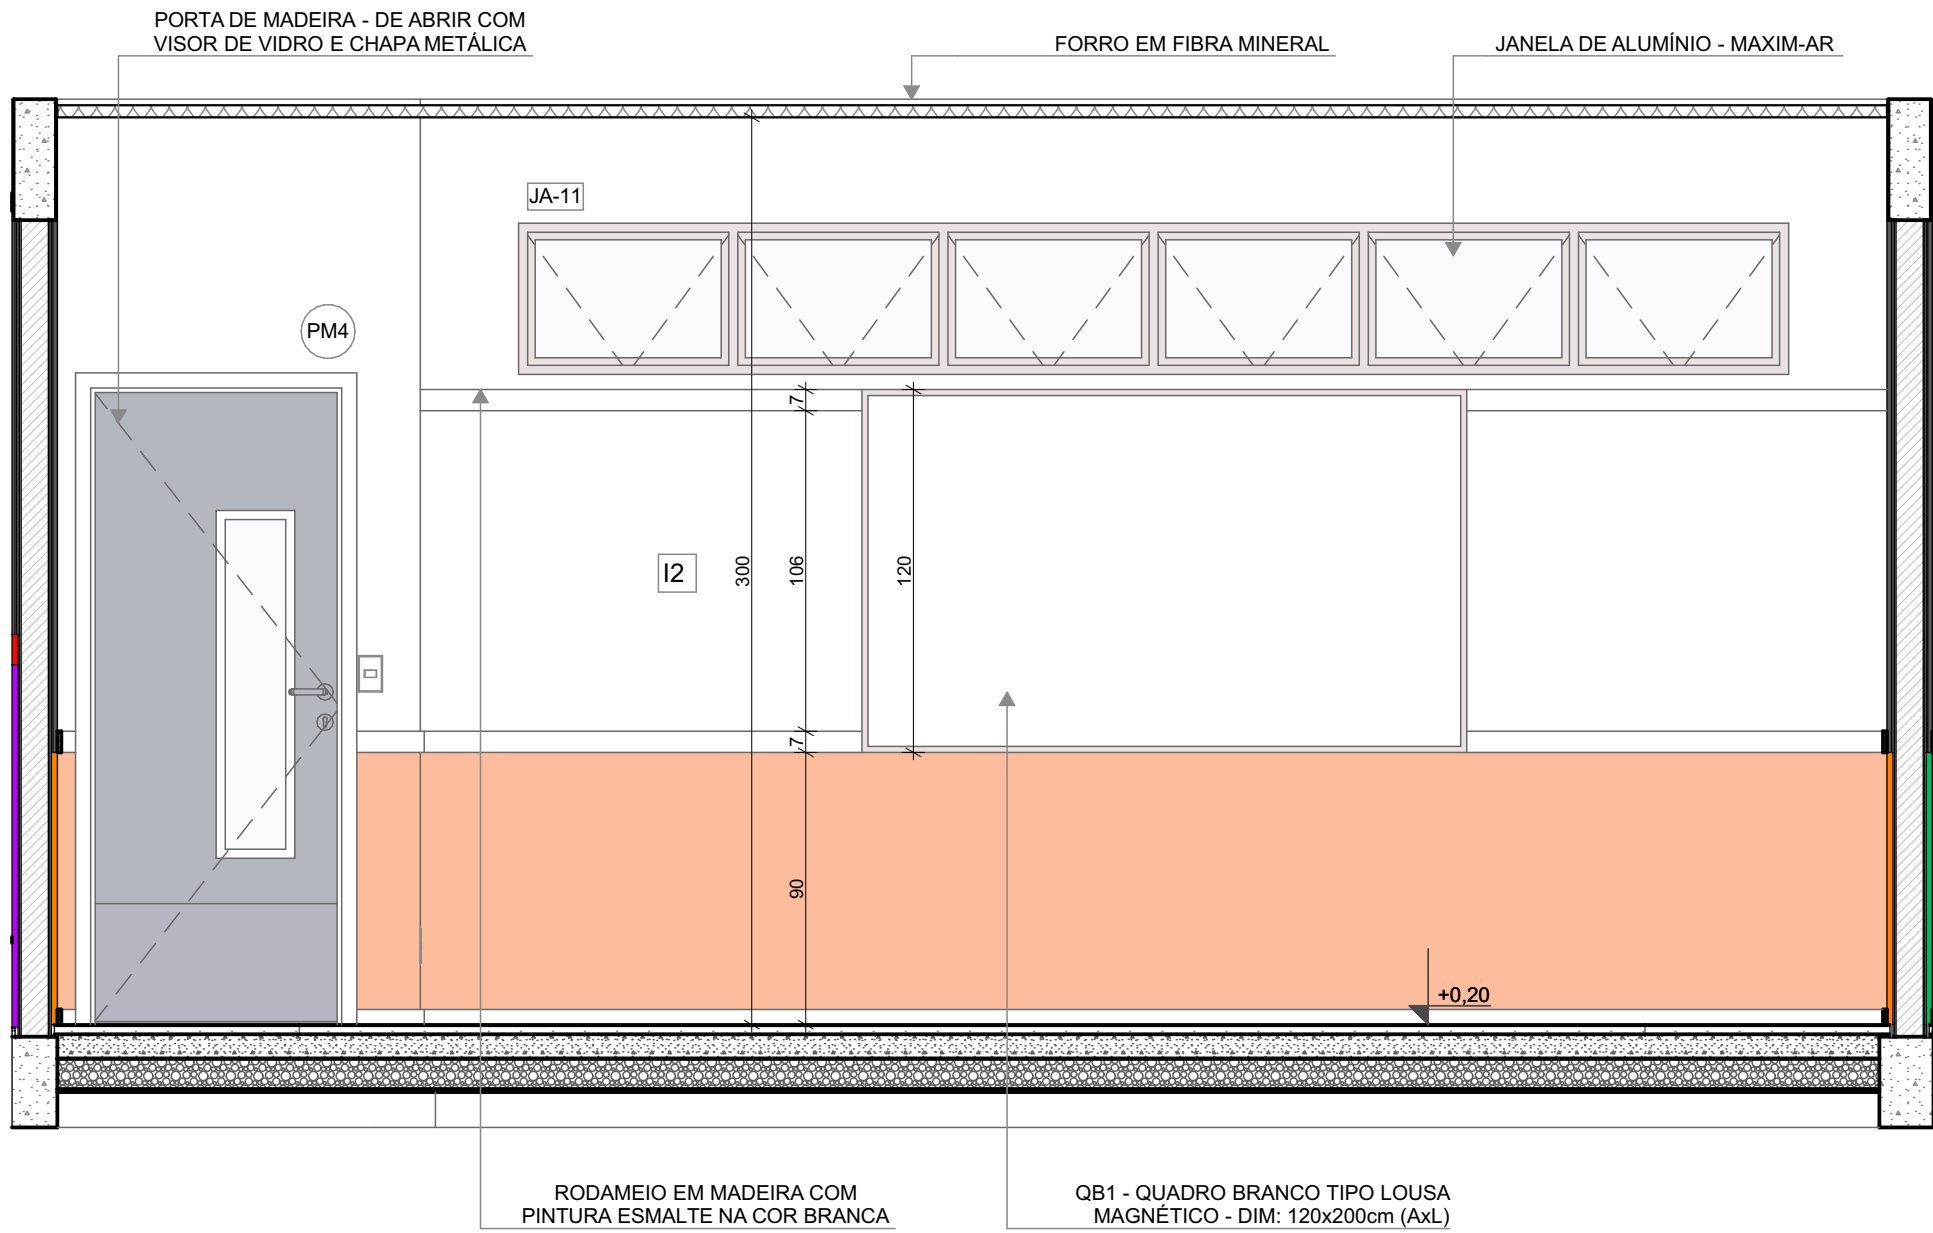 PORTA DE MADEIRA - DE ABRIR COM
VISOR DE VIDRO E CHAPA METÁLICA
FORRO EM FIBRA MINERAL
JANELA DE ALUMÍNIO - MAXIM-AR
JA-11
PM4
7
I2
300
106
120
7
90
+0,20
RODAMEIO EM MADEIRA COM
PINTURA ESMALTE NA COR BRANCA
QB1 - QUADRO BRANCO TIPO LOUSA
MAGNÉTICO - DIM: 120x200cm (AxL)